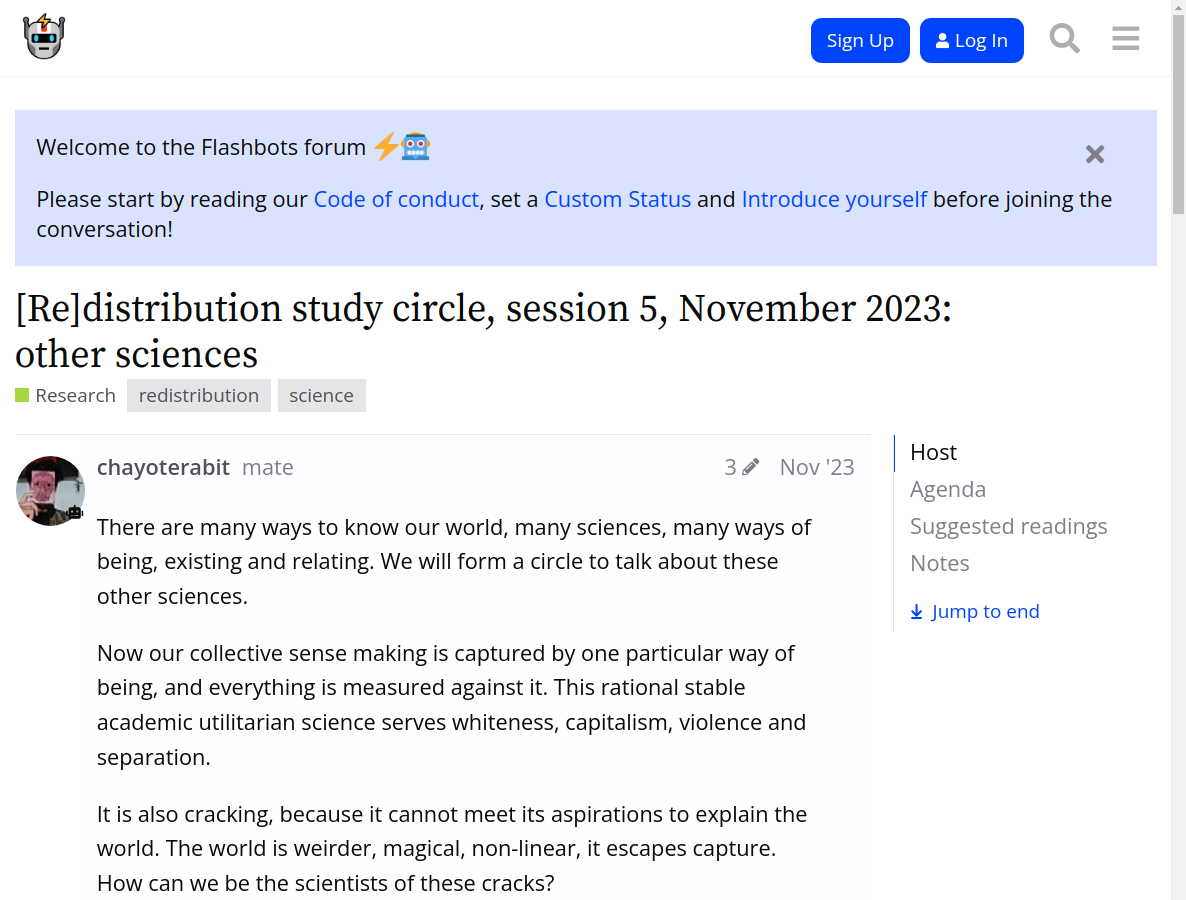 Sign Up
Log In
Welcome to the Flashbots forum
Please start by reading our Code of conduct, set a Custom Status and Introduce yourself before joining the
conversation!
[Re]distribution study circle, session 5, November 2023:
other sciences
Research redistribution science
chayoterabit mate 3 Nov '23
There are many ways to know our world, many sciences, many ways of
being, existing and relating. We will form a circle to talk about these
other sciences.
Now our collective sense making is captured by one particular way of
being, and everything is measured against it. This rational stable
academic utilitarian science serves whiteness, capitalism, violence and
separation.
It is also cracking, because it cannot meet its aspirations to explain the
world. The world is weirder, magical, non-linear, it escapes capture.
How can we be the scientists of these cracks?
Host
Agenda
Suggested readings
Notes
Jump to end